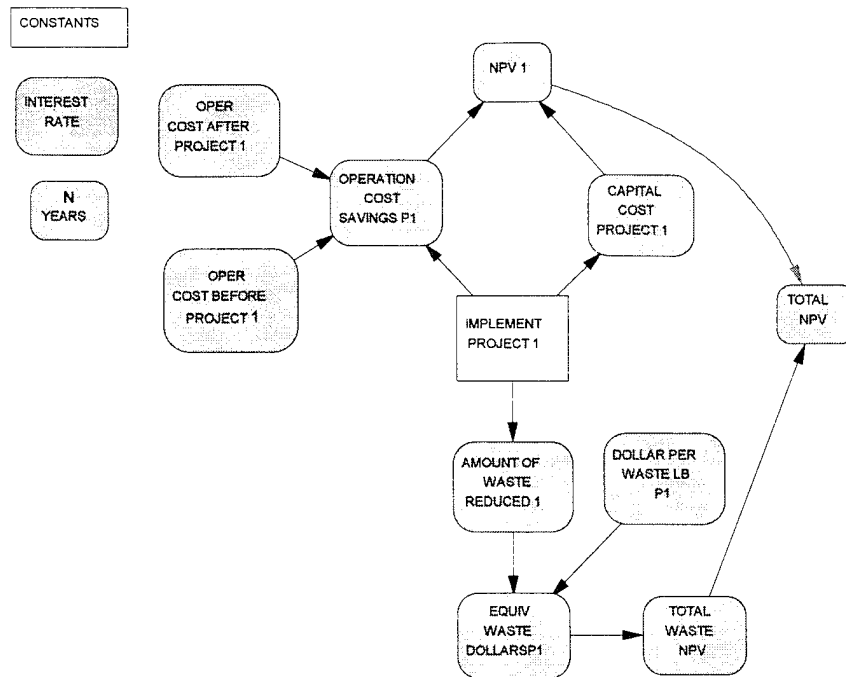 CONSTANTS
INTEREST
RATE
N
YEARS
OPER
COST AFTER
PROJECT 1
OPER
COST BEFORE
PROJECT 1
OPERATION
COST
SAVINGS P1
NPV 1
CAPITAL
COST
PROJECT 1
IMPLEMENT
PROJECT 1
TOTAL
NPV
AMOUNT OF
WASTE
REDUCED 1
DOLLAR PER
WASTE LB
P1
EQUIV
WASTE
DOLLARSP1
TOTAL
WASTE
NPV